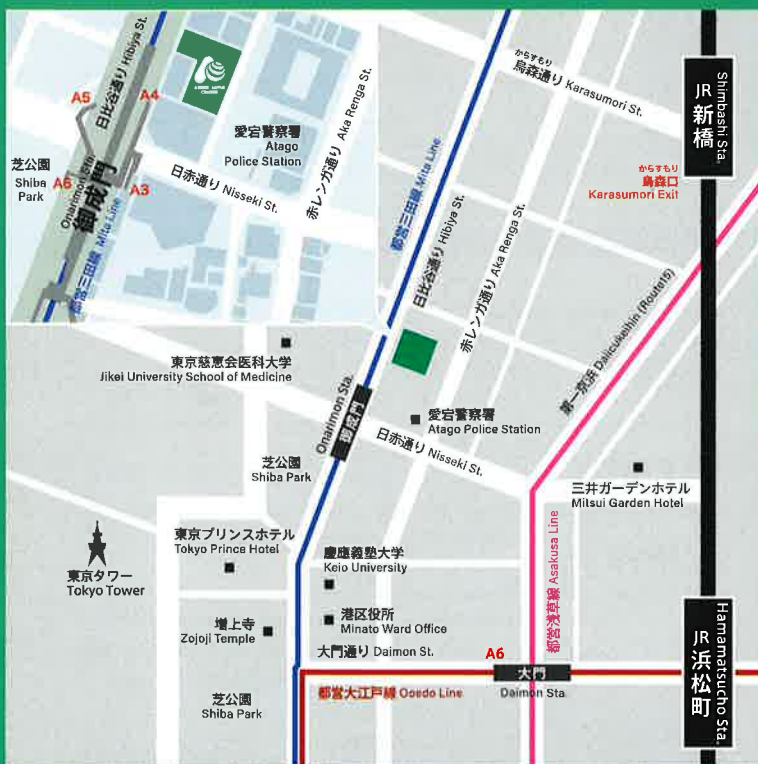 日比谷通り Hibiya St.
A5
A4
愛宕警察署
Atago
Police Station
赤レンガ通り Aka Renga St.
芝公園
Shiba
Park
A6
Onarimon Sta.
御成門
A3
都営三田線 Mita Line
日赤通り Nisseki St.
からすもり
烏森通り Karasumori St.
JR 新橋
Shimbashi Sta.
からすもり
烏森口
Karasumori Exit
都営三田線 Mita Line
日比谷通り Hibiya St.
赤レンガ通り Aka Renga St.
第一京浜 Daiicukeihin (Route15)
東京慈恵会医科大学
Jikei University School of Medicine
Onarimon Sta.
御成門
愛宕警察署
Atago Police Station
日赤通り Nisseki St.
芝公園
Shiba Park
三井ガーデンホテル
Mitsui Garden Hotel
東京タワー
Tokyo Tower
東京プリンスホテル
Tokyo Prince Hotel
慶應義塾大学
Keio University
増上寺
Zojoji Temple
港区役所
Minato Ward Office
大門通り Daimon St.
都営浅草線 Asakusa Line
A6
大門
Daimon Sta.
都営大江戸線 Ooedo Line
芝公園
Shiba Park
JR 浜松町
Hamamatsucho Sta.